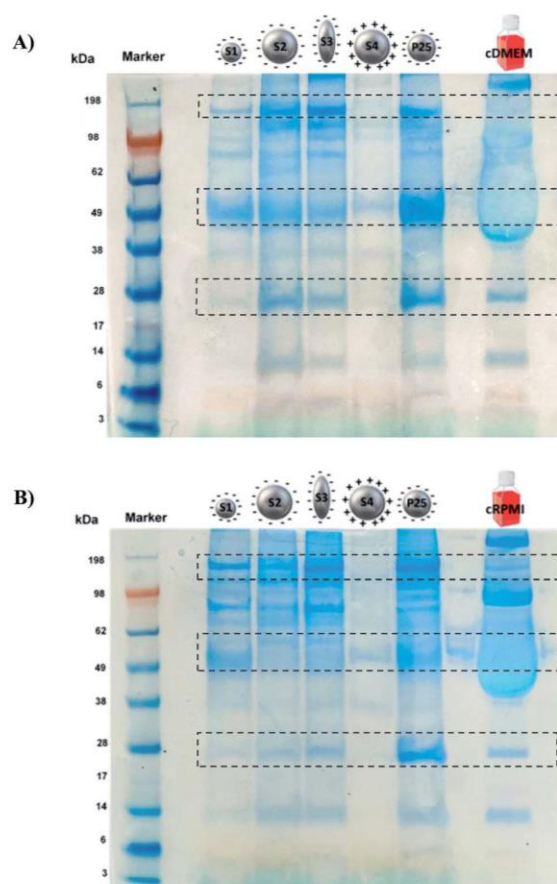 A)
kDa
Marker
S1
S2
S3
S4
P25
cDMEM
198
98
62
49
38
28
17
14
6
3
B)
kDa
Marker
S1
S2
S3
S4
P25
cRPMI
198
98
62
49
38
28
17
14
6
3